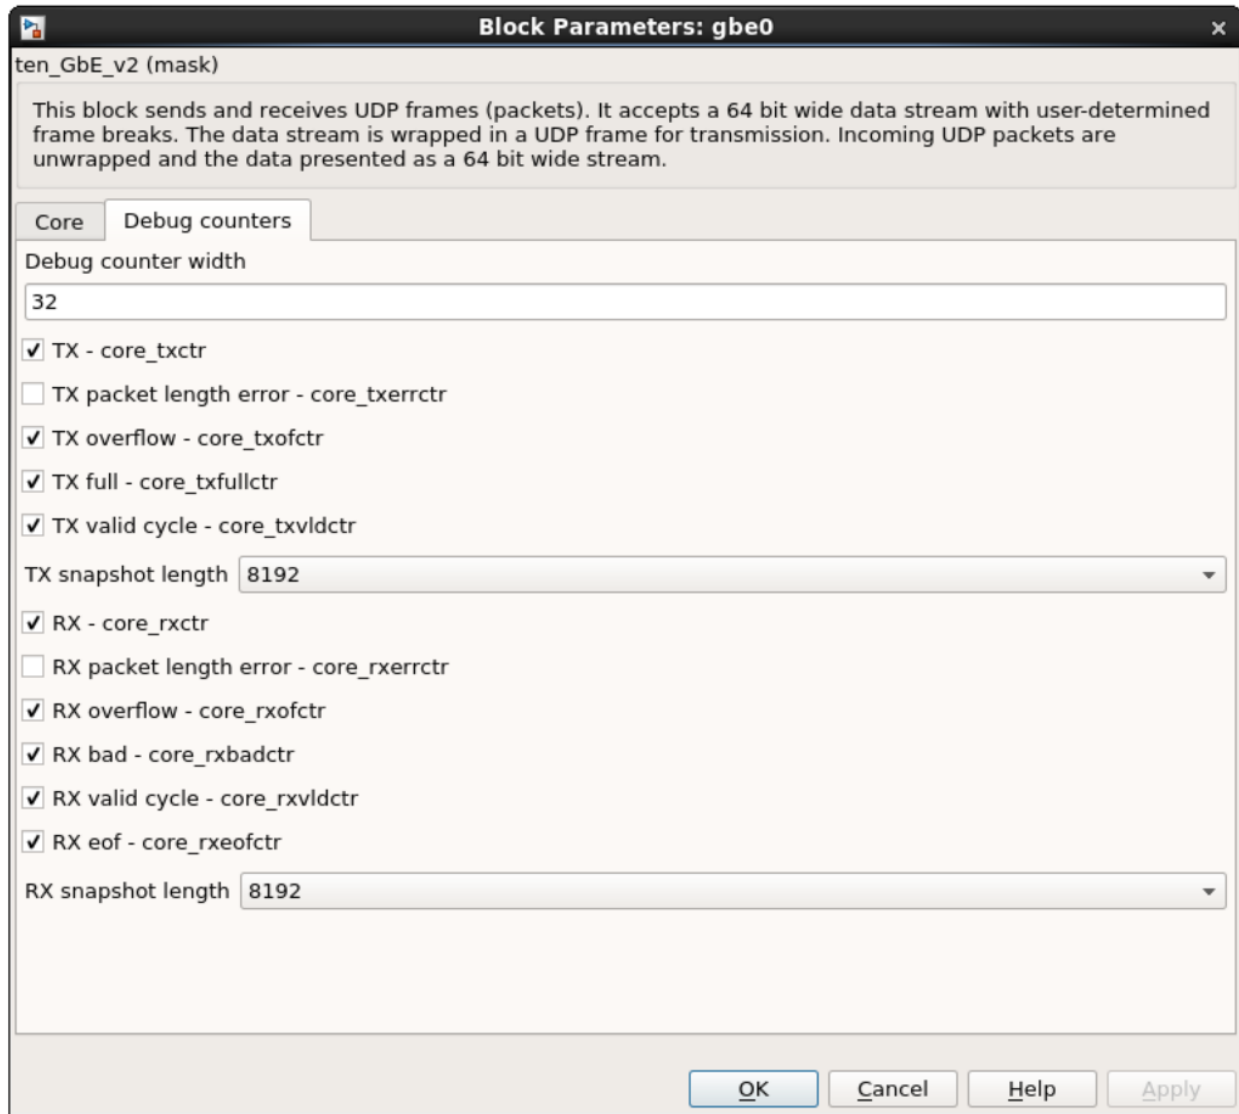 Block Parameters: gbe0
ten_GbE_v2 (mask)
This block sends and receives UDP frames (packets). It accepts a 64 bit wide data stream with user-determined
frame breaks. The data stream is wrapped in a UDP frame for transmission. Incoming UDP packets are
unwrapped and the data presented as a 64 bit wide stream.
Core Debug counters
Debug counter width
32
TX - core_txctr
TX packet length error - core_txerrctr
TX overflow - core_txofctr
TX full - core_txfullctr
TX valid cycle - core_txvldctr
TX snapshot length 8192
RX - core_rxctr
RX packet length error - core_rxerrctr
RX overflow - core_rxofctr
RX bad - core_rxbadctr
RX valid cycle - core_rxvldctr
RX eof - core_rxeofctr
RX snapshot length 8192
OK Cancel Help Apply